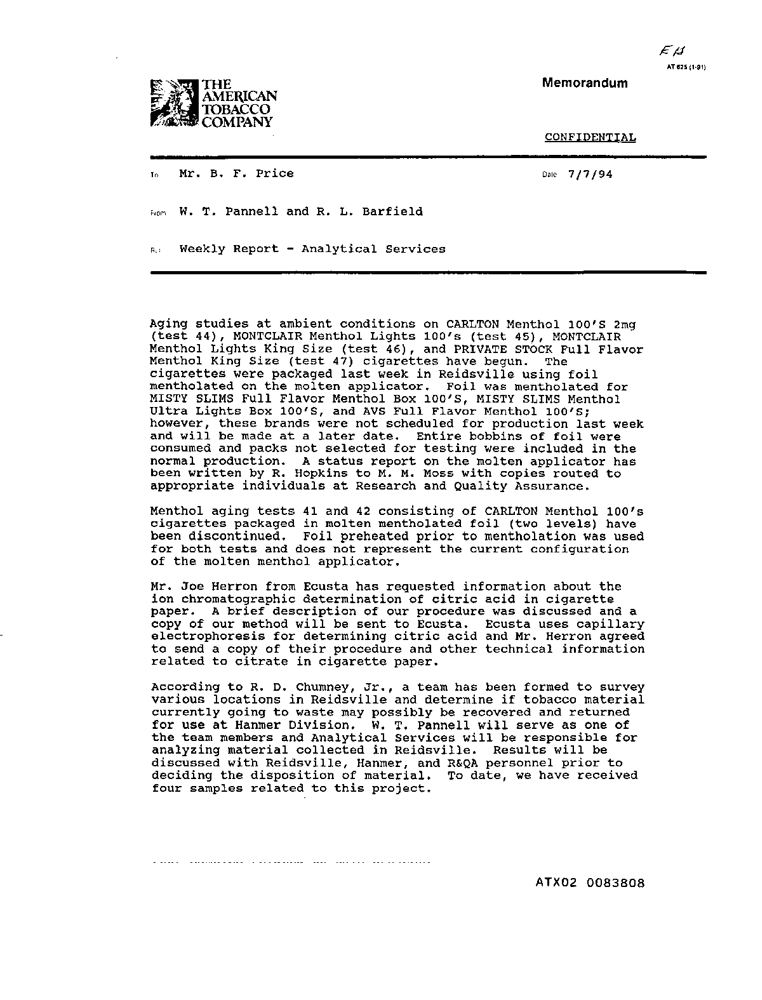 AT 825 (1-91)
THE
AMERICAN
TOBACCO
COMPANY
Memorandum
CONFIDENTIAL
To Mr. B. F. Price
Date 7/7/94
From W. T. Pannell and R. L. Barfield
Re: Weekly Report - Analytical Services
Aging studies at ambient conditions on CARLTON Menthol 100'S 2mg
(test 44), MONTCLAIR Menthol Lights 100's (test 45), MONTCLAIR
Menthol Lights King Size (test 46), and PRIVATE STOCK Full Flavor
Menthol King Size (test 47) cigarettes have begun. The
cigarettes were packaged last week in Reidsville using foil
mentholated on the molten applicator. Foil was mentholated for
MISTY SLIMS Full Flavor Menthol Box 100'S, MISTY SLIMS Menthol
Ultra Lights Box 100'S, and AVS Full Flavor Menthol 100'S;
however, these brands were not scheduled for production last week
and will be made at a later date. Entire bobbins of foil were
consumed and packs not selected for testing were included in the
normal production. A status report on the molten applicator has
been written by R. Hopkins to M. M. Moss with copies routed to
appropriate individuals at Research and Quality Assurance.
Menthol aging tests 41 and 42 consisting of CARLTON Menthol 100's
cigarettes packaged in molten mentholated foil (two levels) have
been discontinued. Foil preheated prior to mentholation was used
for both tests and does not represent the current configuration
of the molten menthol applicator.
Mr. Joe Herron from Ecusta has requested information about the
ion chromatographic determination of citric acid in cigarette
paper. A brief description of our procedure was discussed and a
copy of our method will be sent to Ecusta. Ecusta uses capillary
electrophoresis for determining citric acid and Mr. Herron agreed
to send a copy of their procedure and other technical information
related to citrate in cigarette paper.
According to R. D. Chumney, Jr., a team has been formed to survey
various locations in Reidsville and determine if tobacco material
currently going to waste may possibly be recovered and returned
for use at Hanmer Division. W. T. Pannell will serve as one of
the team members and Analytical Services will be responsible for
analyzing material collected in Reidsville. Results will be
discussed with Reidsville, Hanmer, and R&QA personnel prior to
deciding the disposition of material. To date, we have received
four samples related to this project.
ATX02 0083808